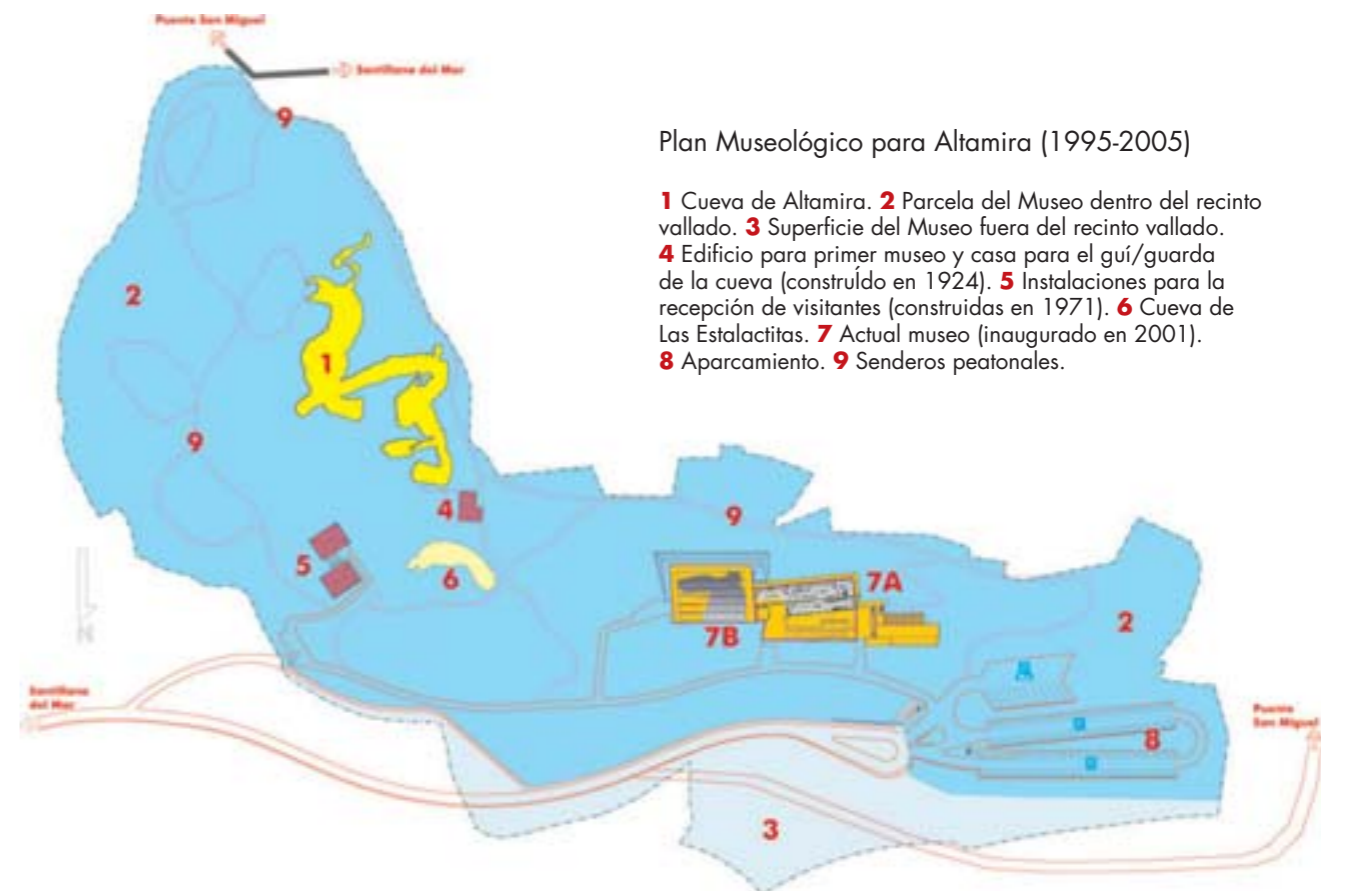 Puente San Miguel
Santillana del Mar
9
Plan Museológico para Altamira (1995-2005)
1 Cueva de Altamira. 2 Parcela del Museo dentro del recinto
vallado. 3 Superficie del Museo fuera del recinto vallado.
4 Edificio para primer museo y casa para el guí/guarda
de la cueva (construÍdo en 1924). 5 Instalaciones para la
recepción de visitantes (construidas en 1971). 6 Cueva de
Las Estalactitas. 7 Actual museo (inaugurado en 2001).
8 Aparcamiento. 9 Senderos peatonales.
2
1
9
4
9
5
6
7A
7B
2
N
Santillana
del Mar
Puente
San Miguel
8
3